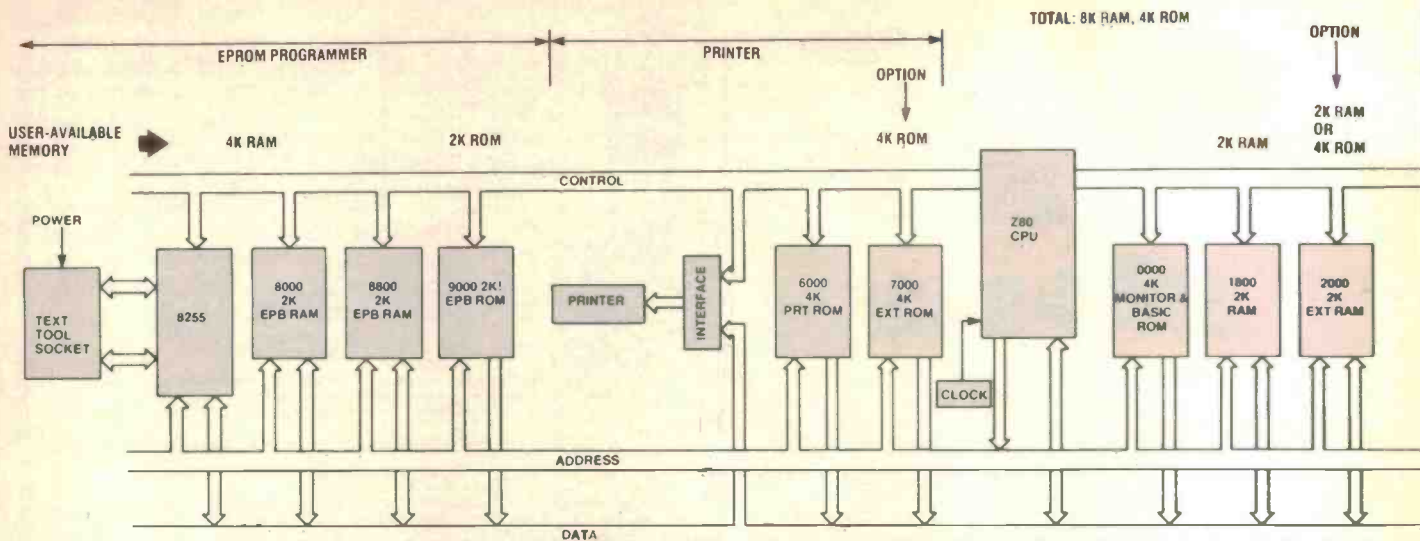 TOTAL: 8K RAM, 4K ROM
EPROM PROGRAMMER
PRINTER
OPTION
OPTION
USER-AVAILABLE
MEMORY
4K RAM
2K ROM
4K ROM
2K RAM
2K RAM
OR
4K ROM
CONTROL
POWER
TEXT
TOOL
SOCKET
8255
8000
2K
EPB RAM
8800
2K
EPB RAM
9000 2K!
EPB ROM
PRINTER
INTERFACE
6000
4K
PRT ROM
7000
4K
EXT ROM
Z80
CPU
CLOCK
0000
4K
MONITOR &
BASIC
ROM
1800
2K
RAM
2000
2K
EXT RAM
ADDRESS
DATA